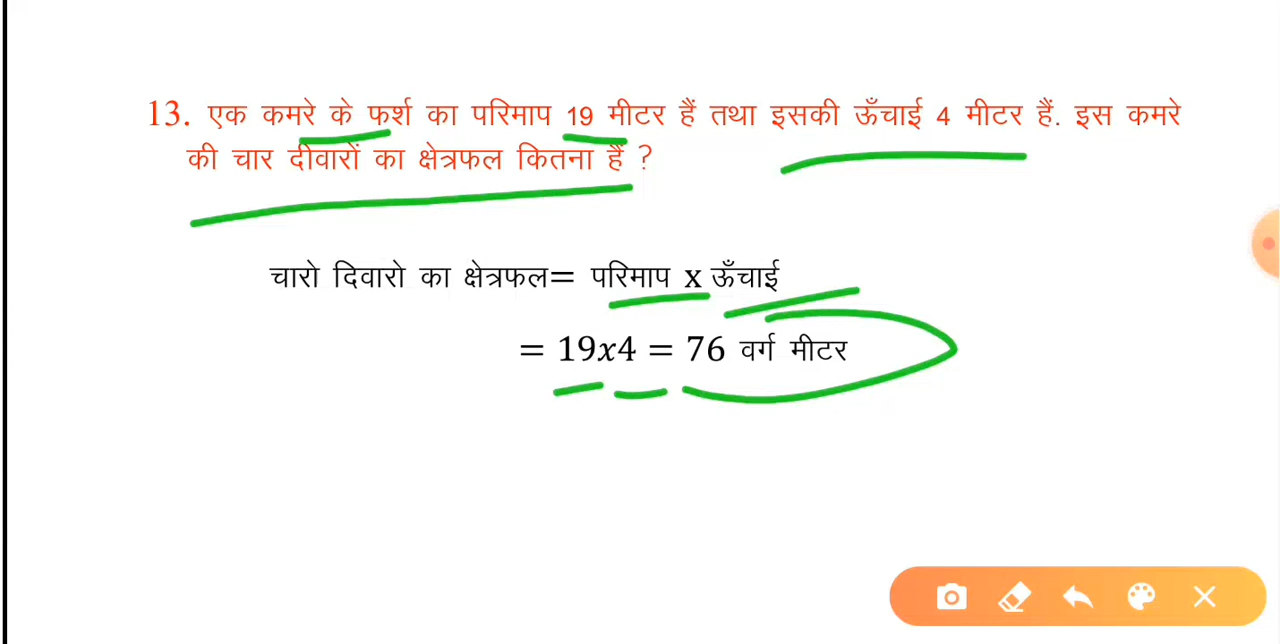 13. एक कमरे के फर्श का परिमाप 19 मीटर हैं तथा इसकी ऊँचाई 4 मीटर हैं. इस कमरे
की चार दीवारों का क्षेत्रफल कितना हैं ?
चारो दिवारो का क्षेत्रफल= परिमाप x ऊँचाई
= 19x4 = 76 वर्ग मीटर